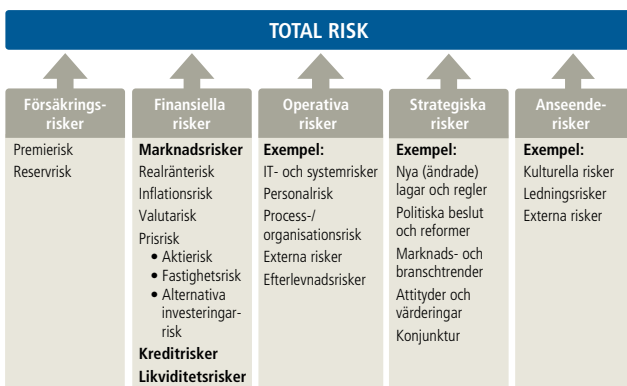 TOTAL RISK
Försäkrings-
risker
Premierisk
Reservrisk
Finansiella
risker
Marknadsrisker
Realränterisk
Inflationsrisk
Valutarisk
Prisrisk
• Aktierisk
• Fastighetsrisk
• Alternativa
investeringar-
risk
Kreditrisker
Likviditetsrisker
Operativa
risker
Exempel:
IT- och systemrisker
Personalrisk
Process-/
organisationsrisk
Externa risker
Efterlevnadsrisker
Strategiska
risker
Exempel:
Nya (ändrade)
lagar och regler
Politiska beslut
och reformer
Marknads- och
branschtrender
Attityder och
värderingar
Konjunktur
Anseende-
risker
Exempel:
Kulturella risker
Ledningsrisker
Externa risker